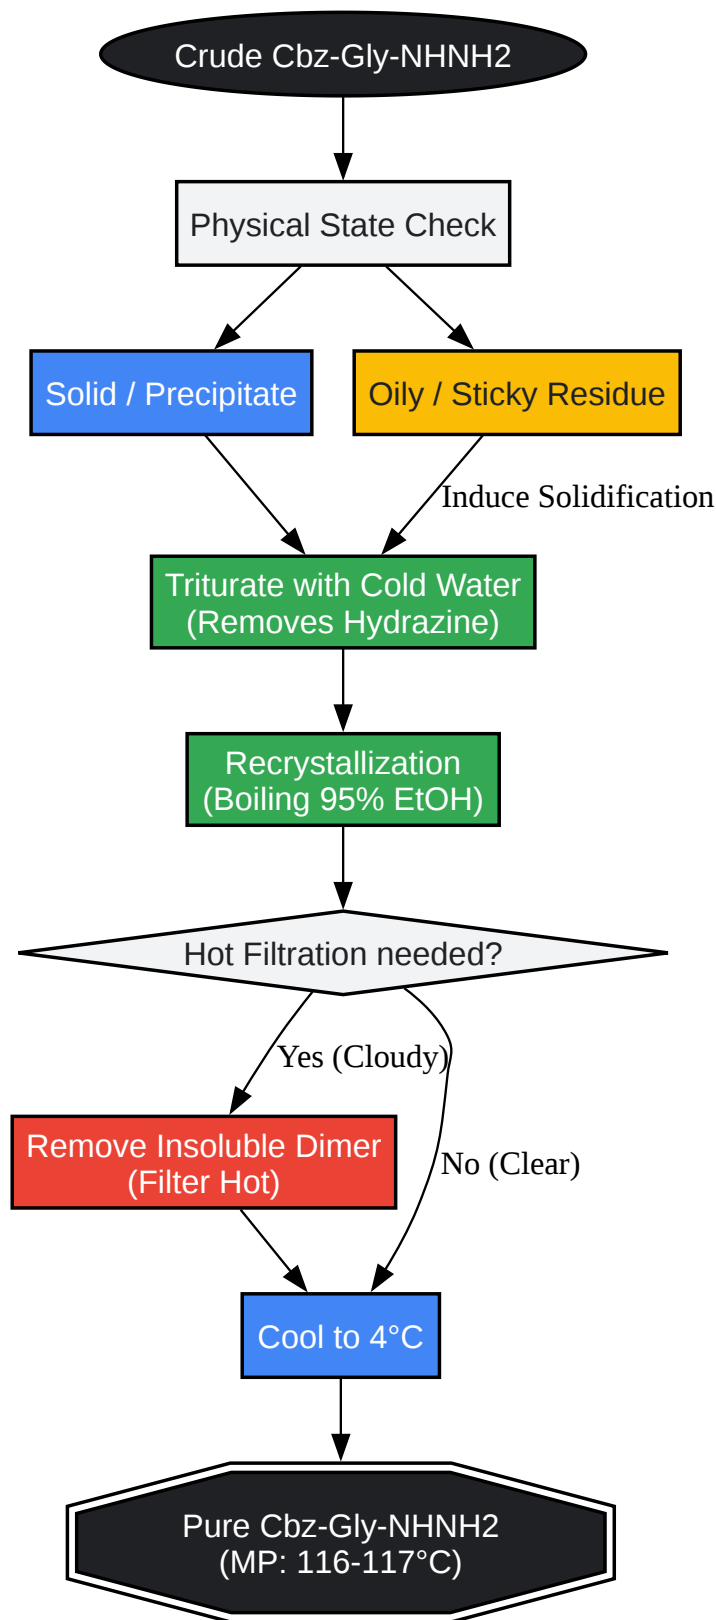 Crude Cbz-Gly-NHNH2
Physical State Check
Solid / Precipitate
Oily / Sticky Residue
Induce Solidification
Triturate with Cold Water
(Removes Hydrazine)
Recrystallization
(Boiling 95% EtOH)
Hot Filtration needed?
Yes (Cloudy)
Remove Insoluble Dimer
(Filter Hot)
No (Clear)
Cool to 4°C
Pure Cbz-Gly-NHNH2
(MP: 116-117°C)